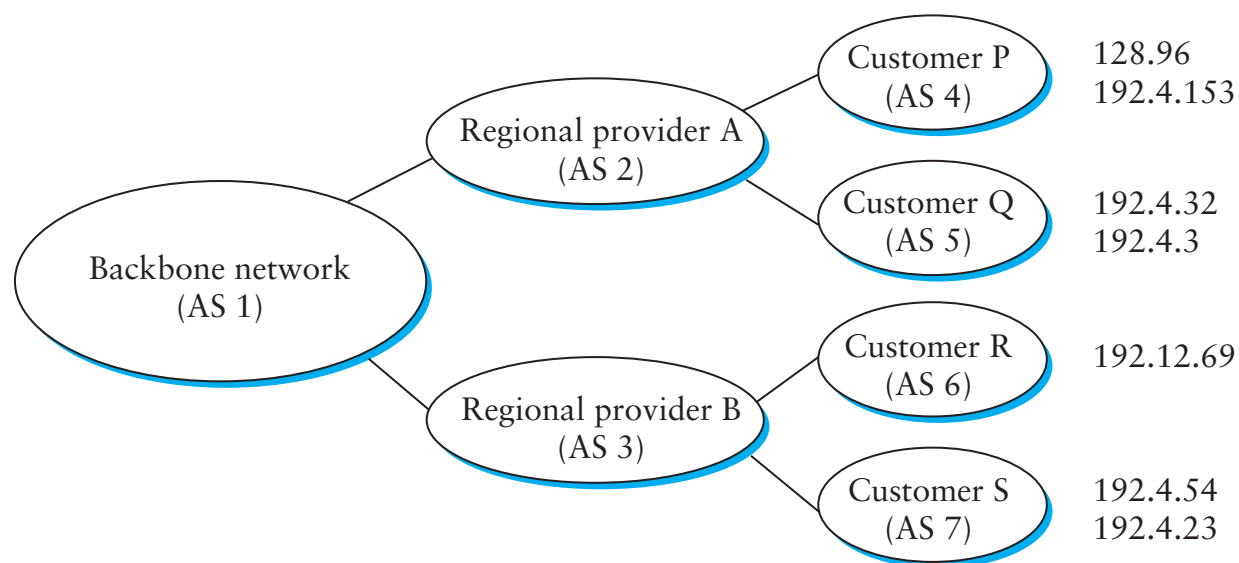 Customer P
(AS 4)
128.96
192.4.153
Regional provider A
(AS 2)
Customer Q
(AS 5)
192.4.32
192.4.3
Backbone network
(AS 1)
Customer R
(AS 6)
192.12.69
Regional provider B
(AS 3)
Customer S
(AS 7)
192.4.54
192.4.23